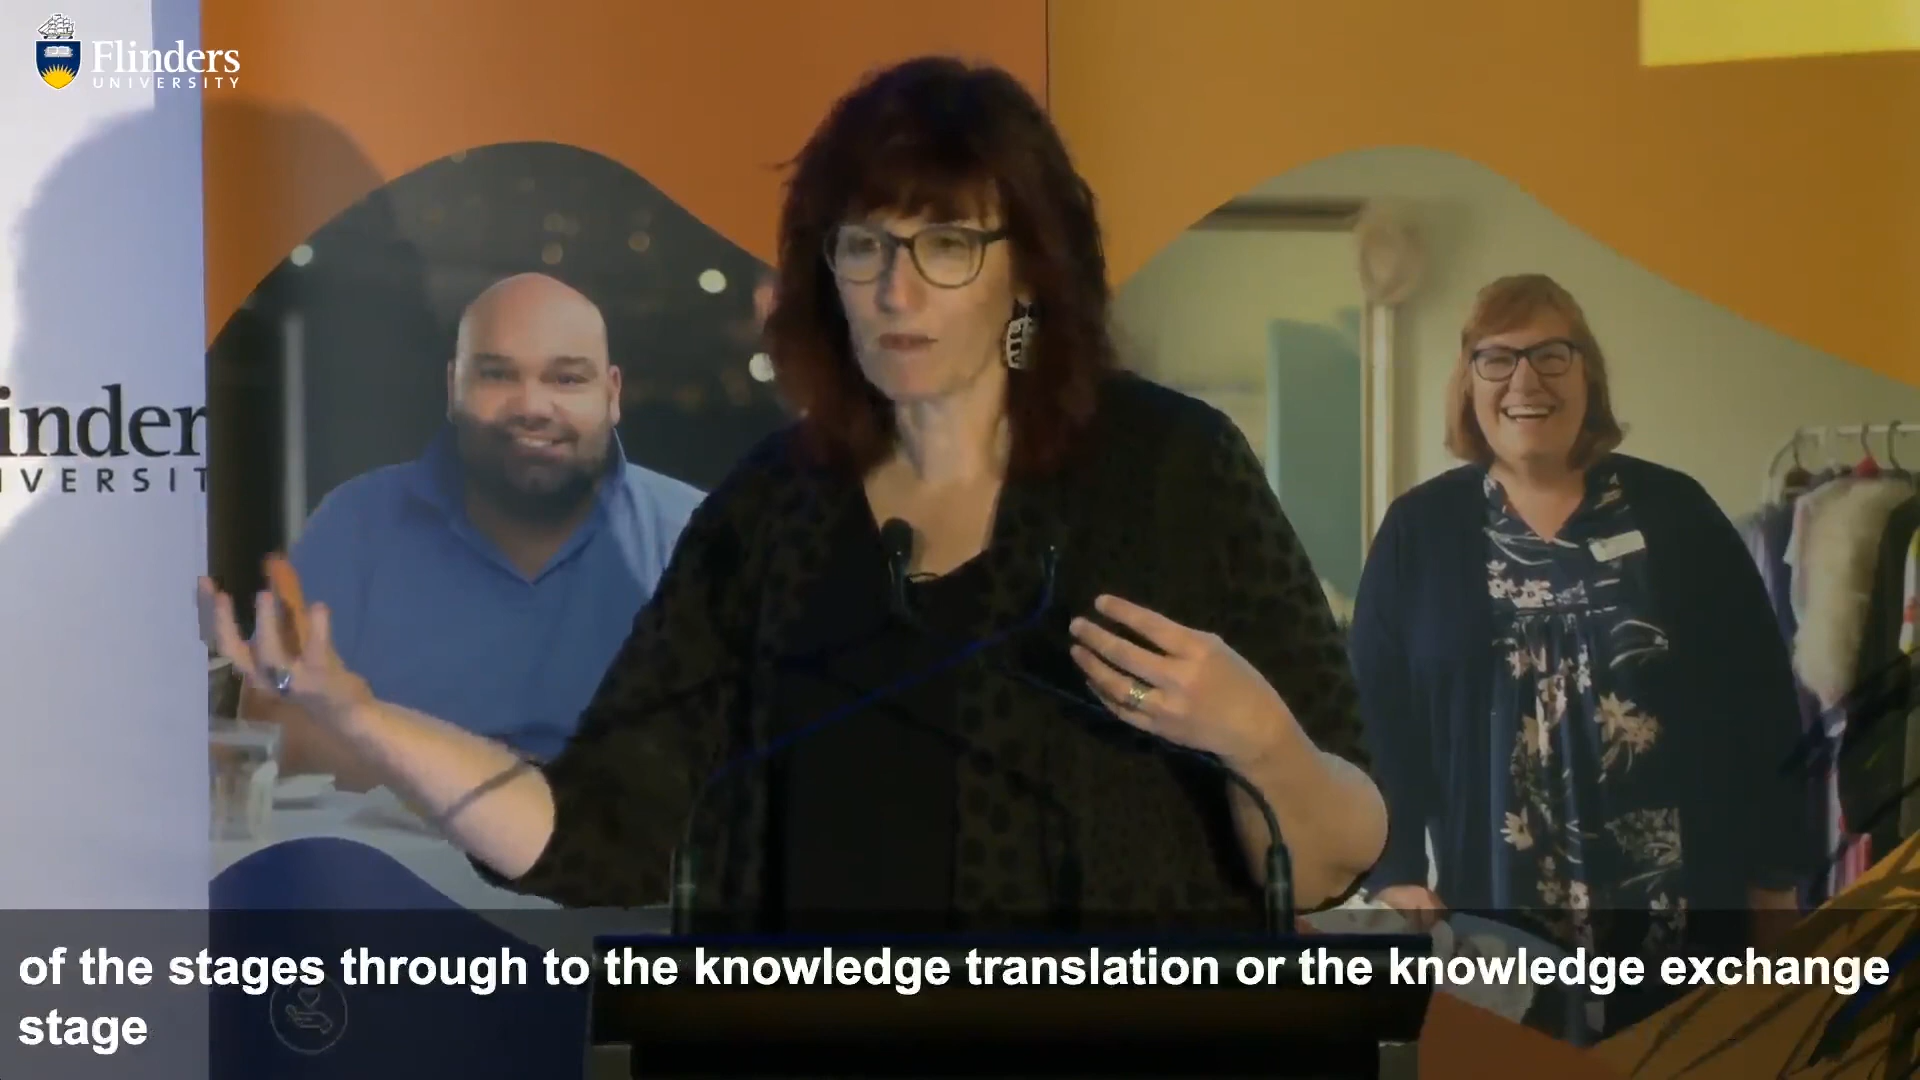 Flinders
UNIVERSITY
inder
IVERSIT
of the stages through to the knowledge translation or the knowledge exchange
stage